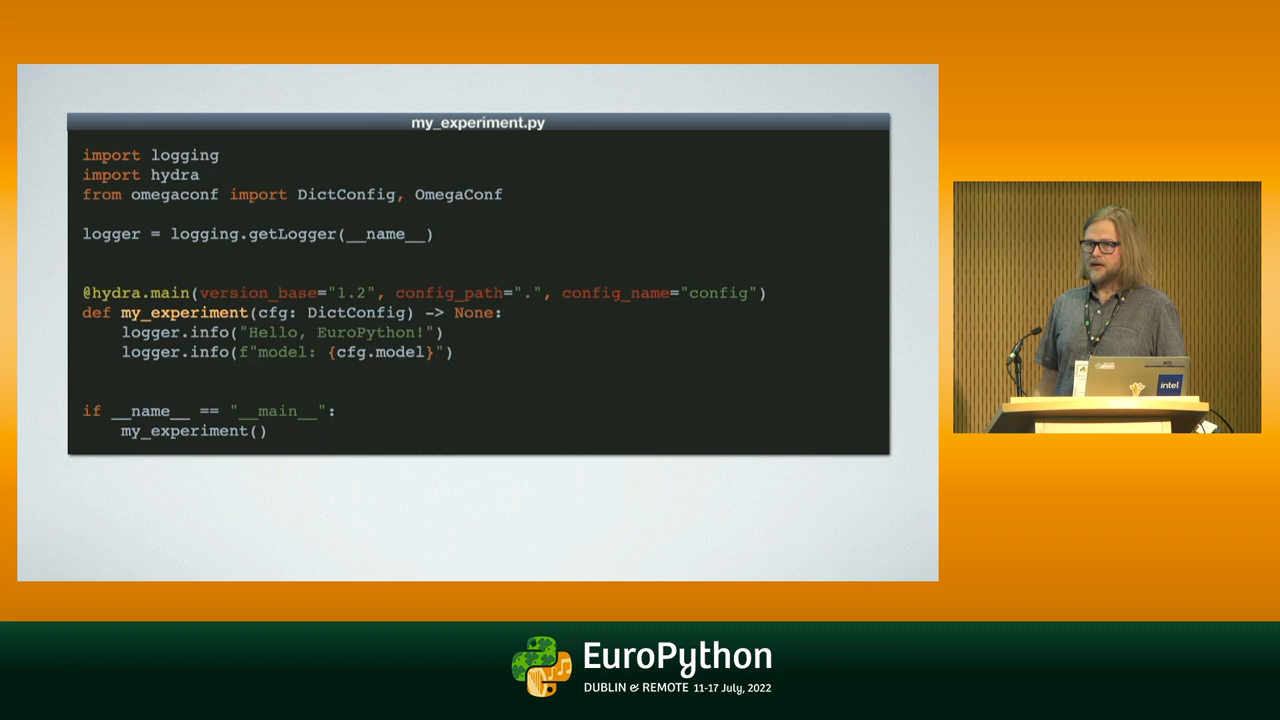 my_experiment.py
import logging
import hydra
from omegaconf import DictConfig, OmegaConf
logger = logging.getLogger(__name__)
@hydra.main(version_base="1.2", config_path=".", config_name="config")
def my_experiment(cfg: DictConfig) -> None:
    logger.info("Hello, EuroPython!")
    logger.info(f"model: {cfg.model}")
if __name__ == "__main__":
    my_experiment()
intel
EuroPython
DUBLIN & REMOTE 11-17 July, 2022